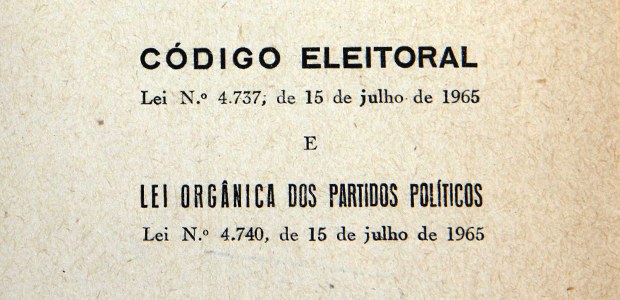 CÓDIGO ELEITORAL
Lei N.º 4.737, de 15 de julho de 1965
E
LEI ORGÂNICA DOS PARTIDOS POLÍTICOS
Lei N.º 4.740, de 15 de julho de 1965